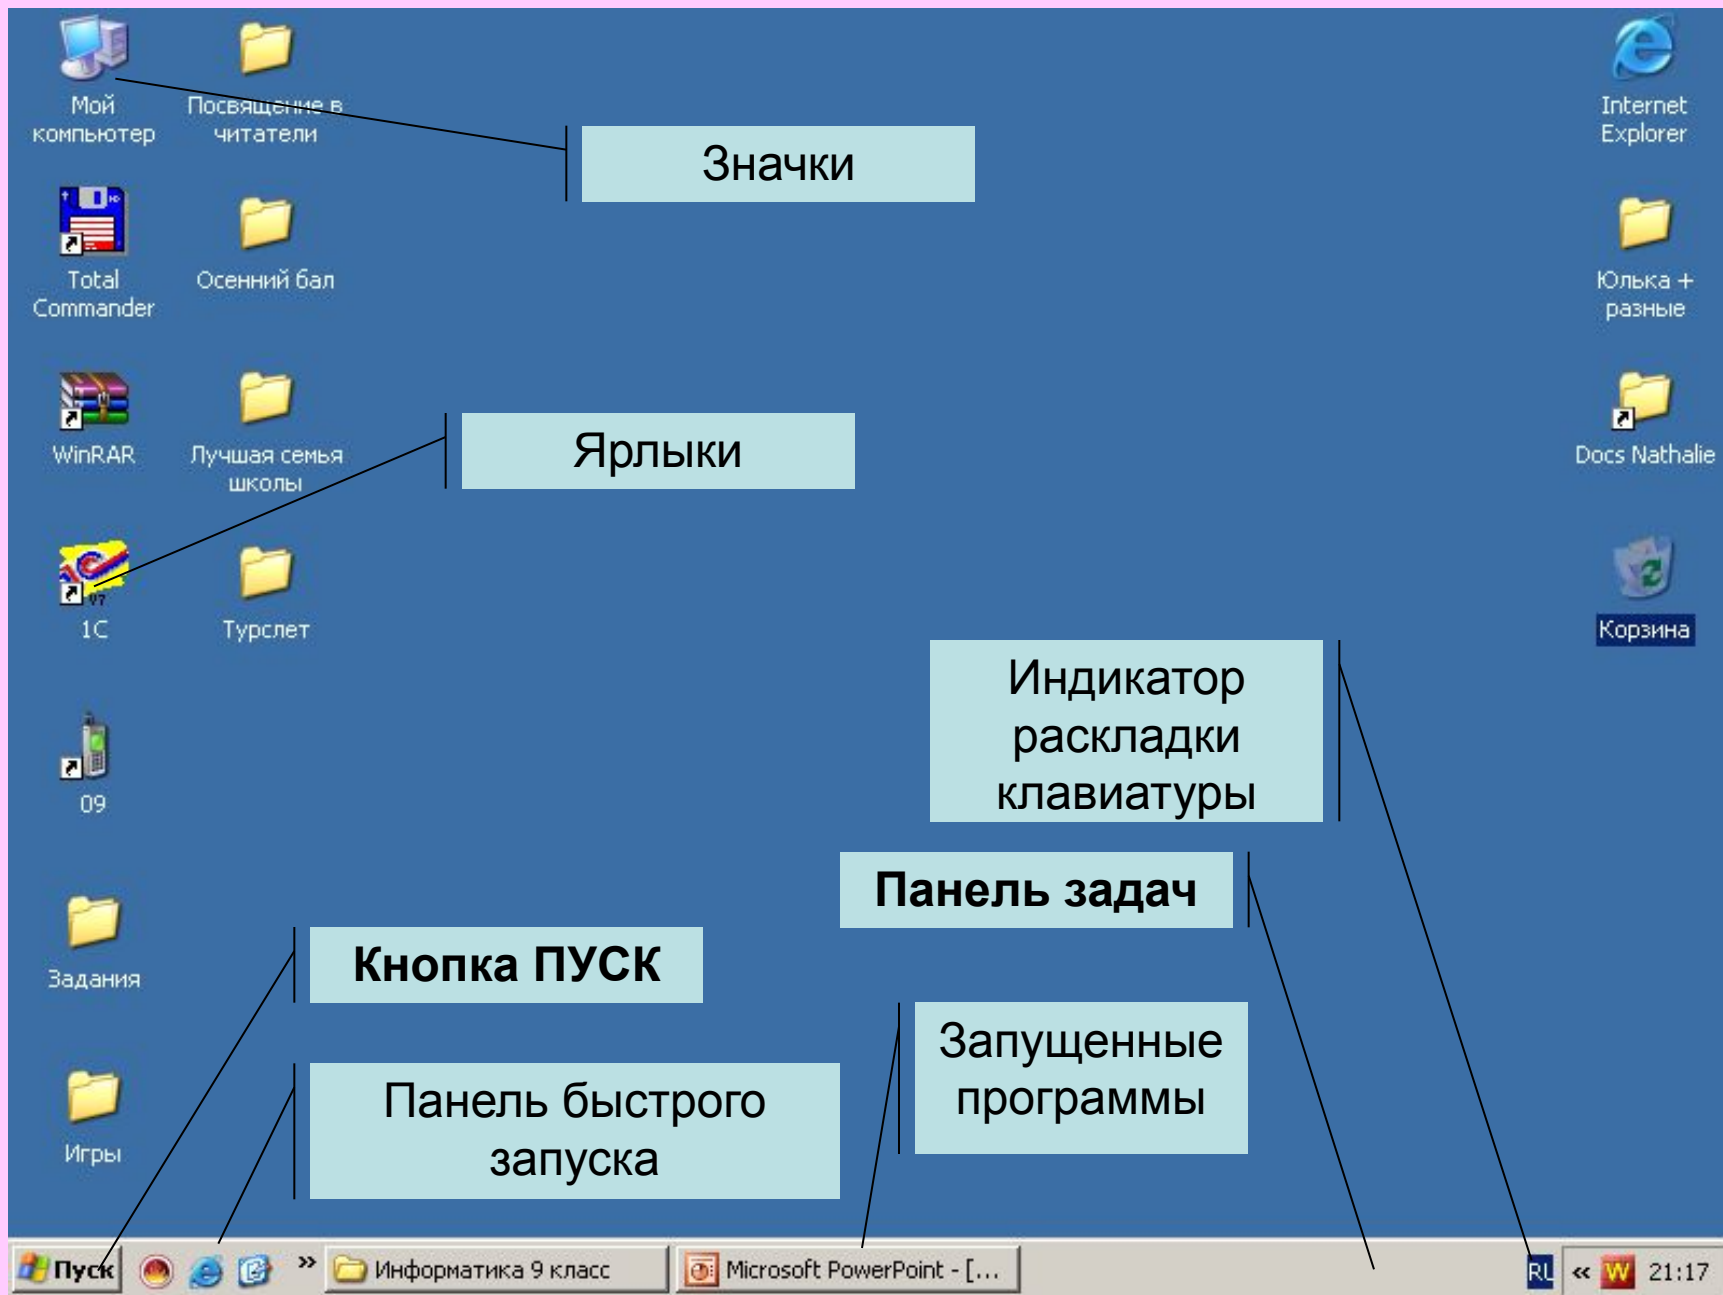 Мой
компьютер
Посвящение в
читатели
Internet
Explorer
Значки
Total
Commander
Осенний бал
Юлька +
разные
WinRAR
Лучшая семья
школы
Ярлыки
Docs Nathalie
1С
Турслет
Корзина
Индикатор
раскладки
клавиатуры
09
Панель задач
Задания
Кнопка ПУСК
Запущенные
программы
Игры
Панель быстрого
запуска
Пуск
»
Информатика 9 класс
Microsoft PowerPoint - [...
RU
«
W
21:17